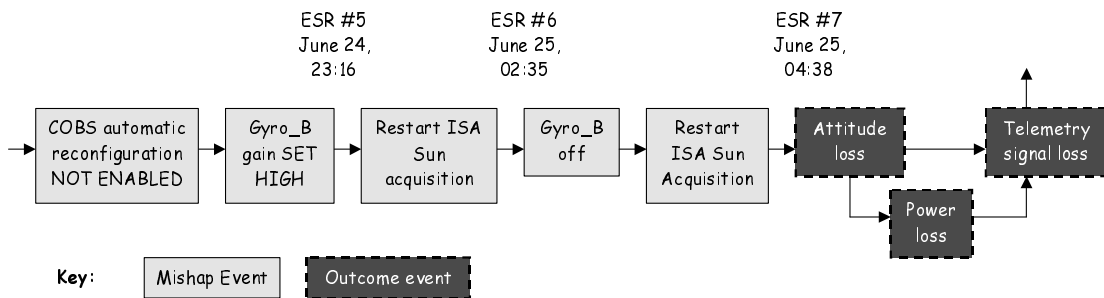 ESR #5
June 24,
23:16
ESR #6
June 25,
02:35
ESR #7
June 25,
04:38
COBS automatic
reconfiguration
NOT ENABLED
Gyro_B
gain SET
HIGH
Restart ISA
Sun
acquisition
Gyro_B
off
Restart
ISA Sun
Acquisition
Attitude
loss
Telemetry
signal loss
Power
loss
Key:
Mishap Event
Outcome event